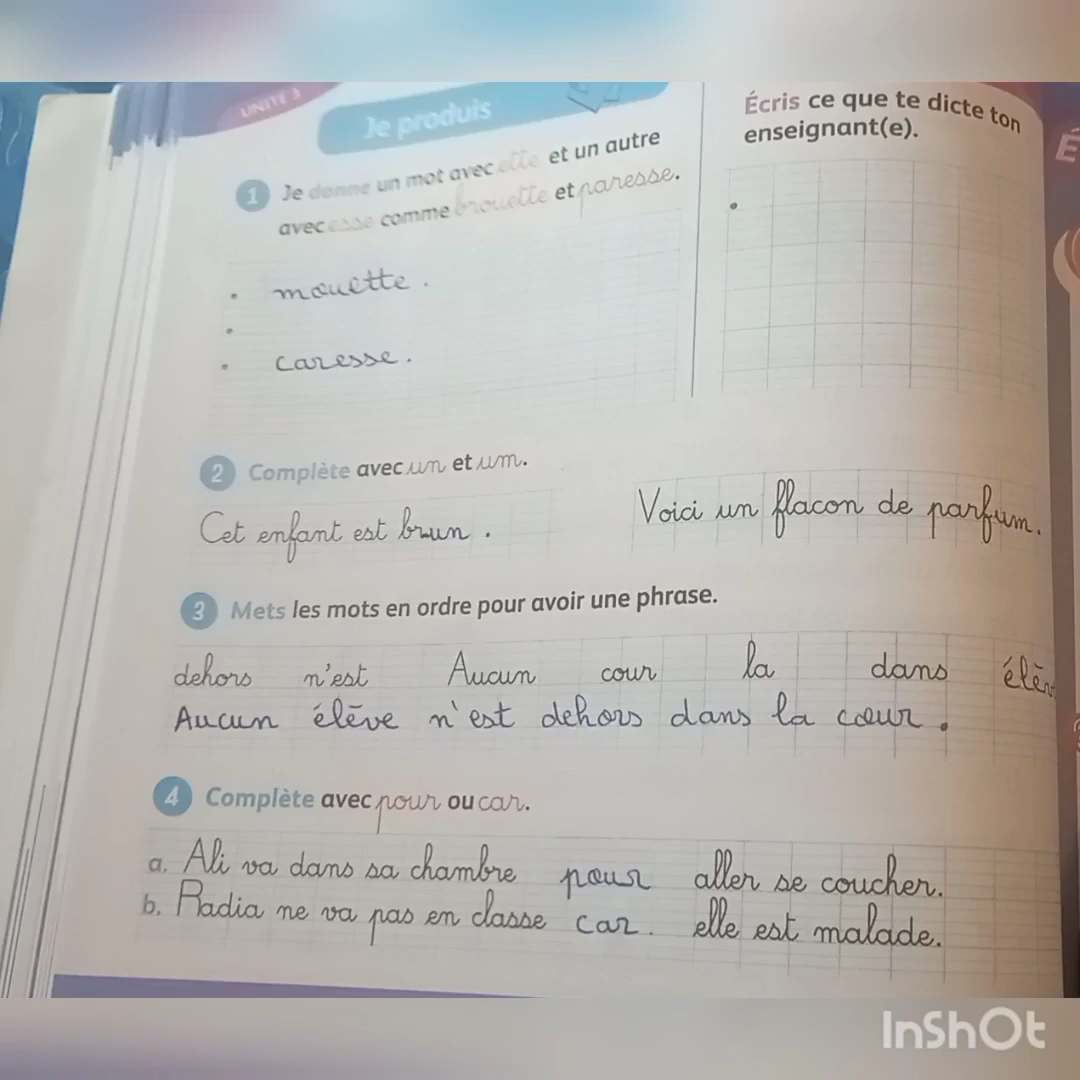 UNITÉ 3
Je produis
1 Je donne un mot avec ette et un autre
avec esse comme brouette et paresse.
• mouette.
•
• caresse.
Écris ce que te dicte ton
enseignant(e).
•
2 Complète avec un et um.
Cet enfant est brun.
Voici un flacon de parfum.
3 Mets les mots en ordre pour avoir une phrase.
dehors n'est Aucun cour la dans
Aucun élève n'est dehors dans la cœur.
4 Complète avec pour ou car.
a. Ali va dans sa chambre pour aller se coucher.
b. Radia ne va pas en classe car. elle est malade.
InShOt